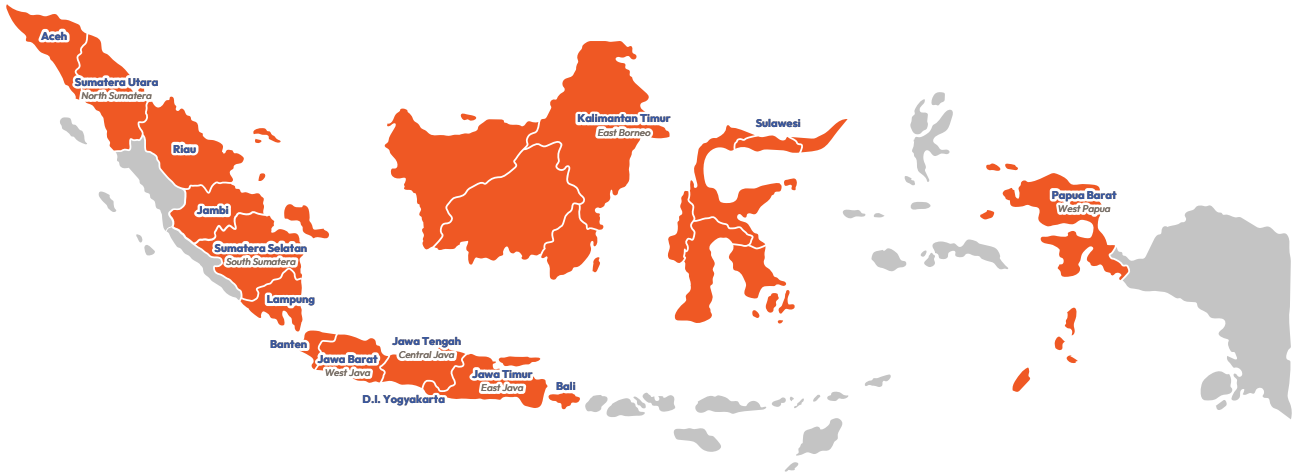 Aceh
Sumatera Utara
North Sumatera
Riau
Jambi
Sumatera Selatan
South Sumatera
Lampung
Banten
Jawa Barat
West Java
Jawa Tengah
Central Java
D.I. Yogyakarta
Jawa Timur
East Java
Bali
Kalimantan Timur
East Borneo
Sulawesi
Papua Barat
West Papua